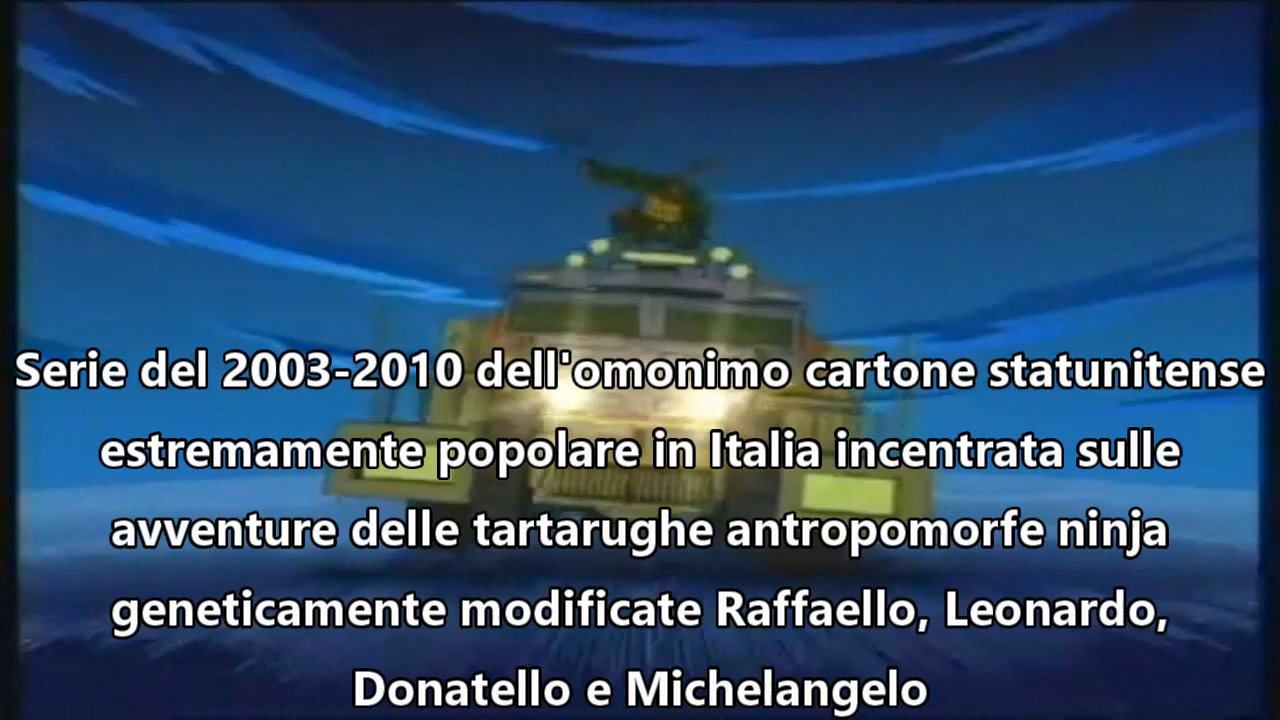 Serie del 2003-2010 dell'omonimo cartone statunitense
estremamente popolare in Italia incentrata sulle
avventure delle tartarughe antropomorfe ninja
geneticamente modificate Raffaello, Leonardo,
Donatello e Michelangelo